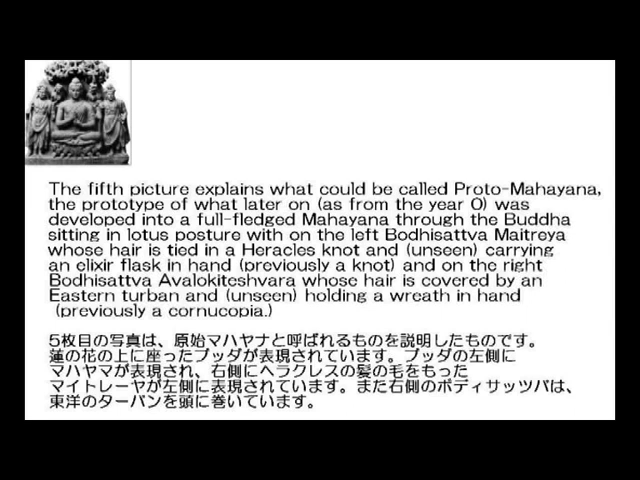 The fifth picture explains what could be called Proto-Mahayana,
the prototype of what later on (as from the year 0) was
developed into a full-fledged Mahayana through the Buddha
sitting in lotus posture with on the left Bodhisattva Maitreya
whose hair is tied in a Heracles knot and (unseen) carrying
an elixir flask in hand (previously a knot) and on the right
Bodhisattva Avalokiteshvara whose hair is covered by an
Eastern turban and (unseen) holding a wreath in hand
(previously a cornucopia.)
5枚目の写真は、原始マハヤナと呼ばれるものを説明したものです。
蓮の花の上に座ったブッダが表現されています。ブッダの左側に
マハヤマが表現され、右側にヘラクレスの髪の毛をもった
マイトレーヤが左側に表現されています。また右側のボディサッツバは、
東洋のターバンを頭に巻いています。